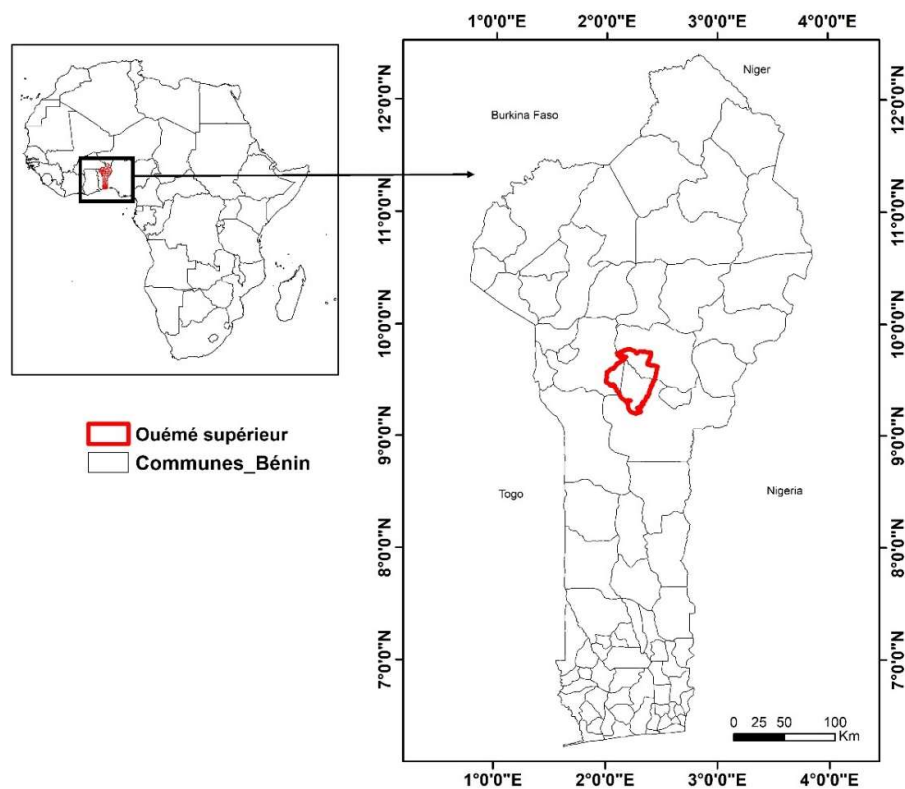 1°0'0"E 2°0'0"E 3°0'0"E 4°0'0"E
12°0'0"N
11°0'0"N
10°0'0"N
9°0'0"N
8°0'0"N
7°0'0"N
Niger
Burkina Faso
Togo
Nigeria
12°0'0"N
11°0'0"N
10°0'0"N
9°0'0"N
8°0'0"N
7°0'0"N
Ouémé supérieur
Communes_Bénin
0 25 50 100
Km
1°0'0"E 2°0'0"E 3°0'0"E 4°0'0"E